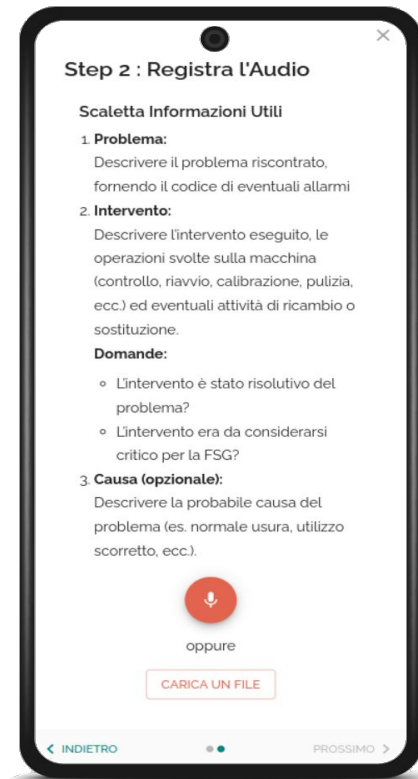 Step 2 : Registra l'Audio
Scaletta Informazioni Utili
1. Problema:
Descrivere il problema riscontrato,
fornendo il codice di eventuali allarmi
2. Intervento:
Descrivere l'intervento eseguito, le
operazioni svolte sulla macchina
(controllo, riavvio, calibrazione, pulizia,
ecc.) ed eventuali attività di ricambio o
sostituzione.
Domande:
L'intervento è stato risolutivo del
problema?
L'intervento era da considerarsi
critico per la FSG?
3. Causa (opzionale):
Descrivere la probabile causa del
problema (es. normale usura, utilizzo
scorretto, ecc.).
oppure
CARICA UN FILE
INDIETRO
PROSSIMO